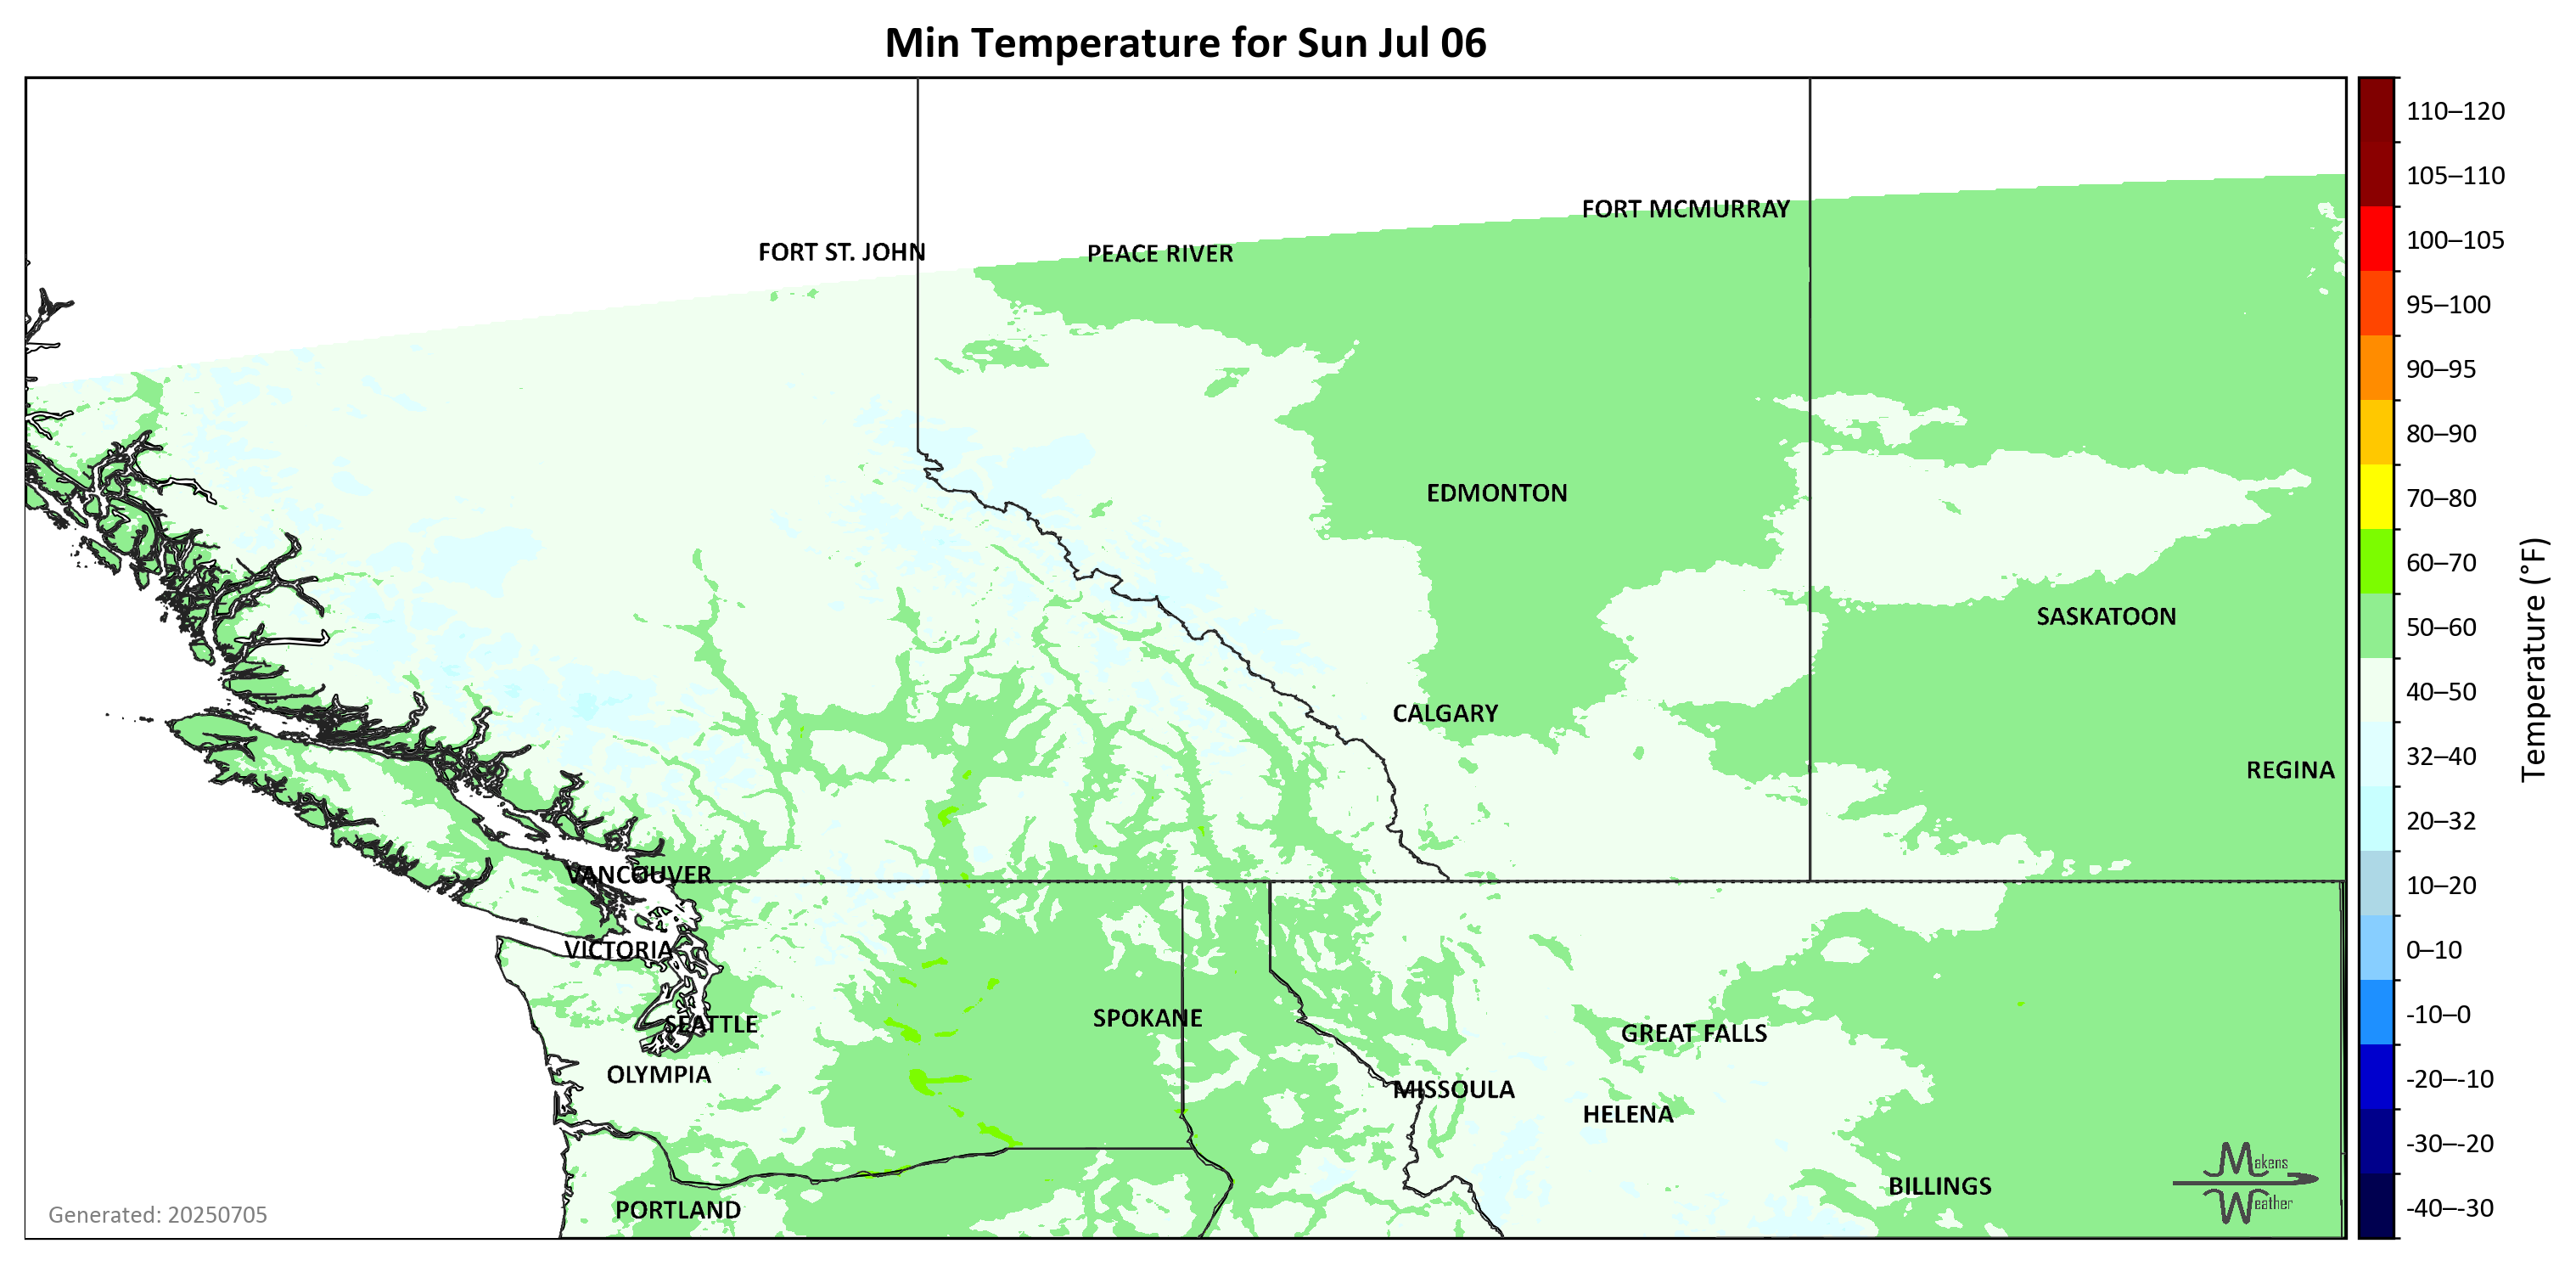 Min Temperature for Sun Jul 06
FORT MCMURRAY
FORT ST. JOHN
PEACE RIVER
EDMONTON
SASKATOON
CALGARY
REGINA
VANCOUVER
VICTORIA
SPOKANE
SEATTLE
GREAT FALLS
OLYMPIA
MISSOULA
HELENA
BILLINGS
PORTLAND
Makens
Weather
Generated: 20250705
110–120
105–110
100–105
95–100
90–95
80–90
70–80
60–70
50–60
40–50
32–40
20–32
10–20
0–10
-10–0
-20–-10
-30–-20
-40–-30
Temperature (°F)